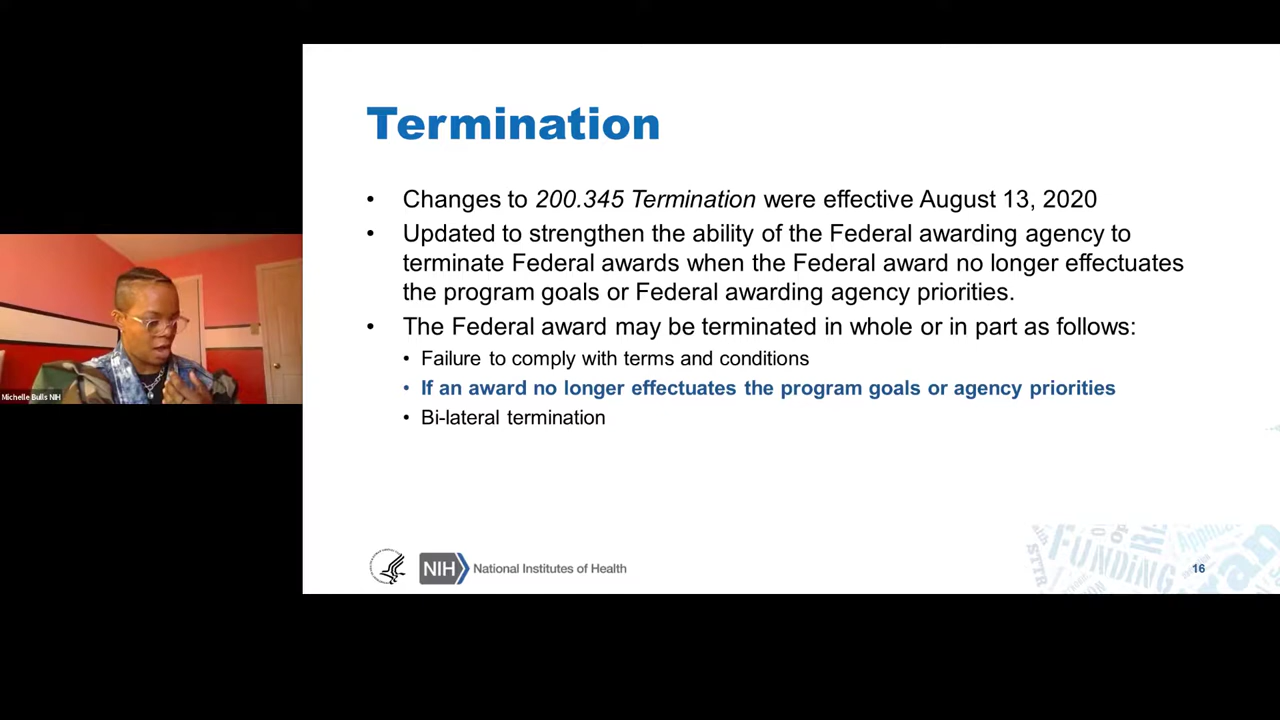 Termination
• Changes to 200.345 Termination were effective August 13, 2020
• Updated to strengthen the ability of the Federal awarding agency to
terminate Federal awards when the Federal award no longer effectuates
the program goals or Federal awarding agency priorities.
• The Federal award may be terminated in whole or in part as follows:
• Failure to comply with terms and conditions
• If an award no longer effectuates the program goals or agency priorities
• Bi-lateral termination
Michelle Bulls NIH
NIH National Institutes of Health
FUNDiNG
STTR
16